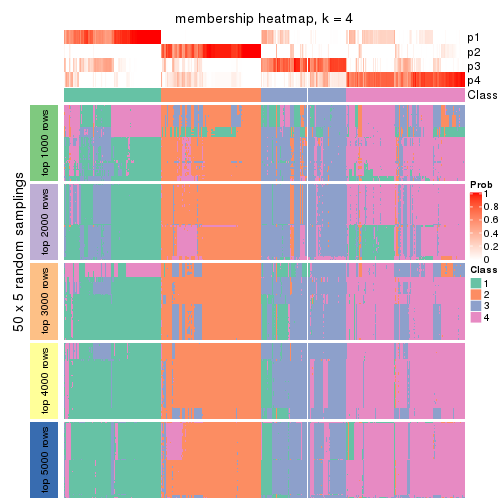 membership heatmap, k = 4
p1
p2
p3
p4
Class
50 x 5 random samplings
top 1000 rows
top 2000 rows
top 3000 rows
top 4000 rows
top 5000 rows
Prob
1
0.8
0.6
0.4
0.2
0
Class
1
2
3
4